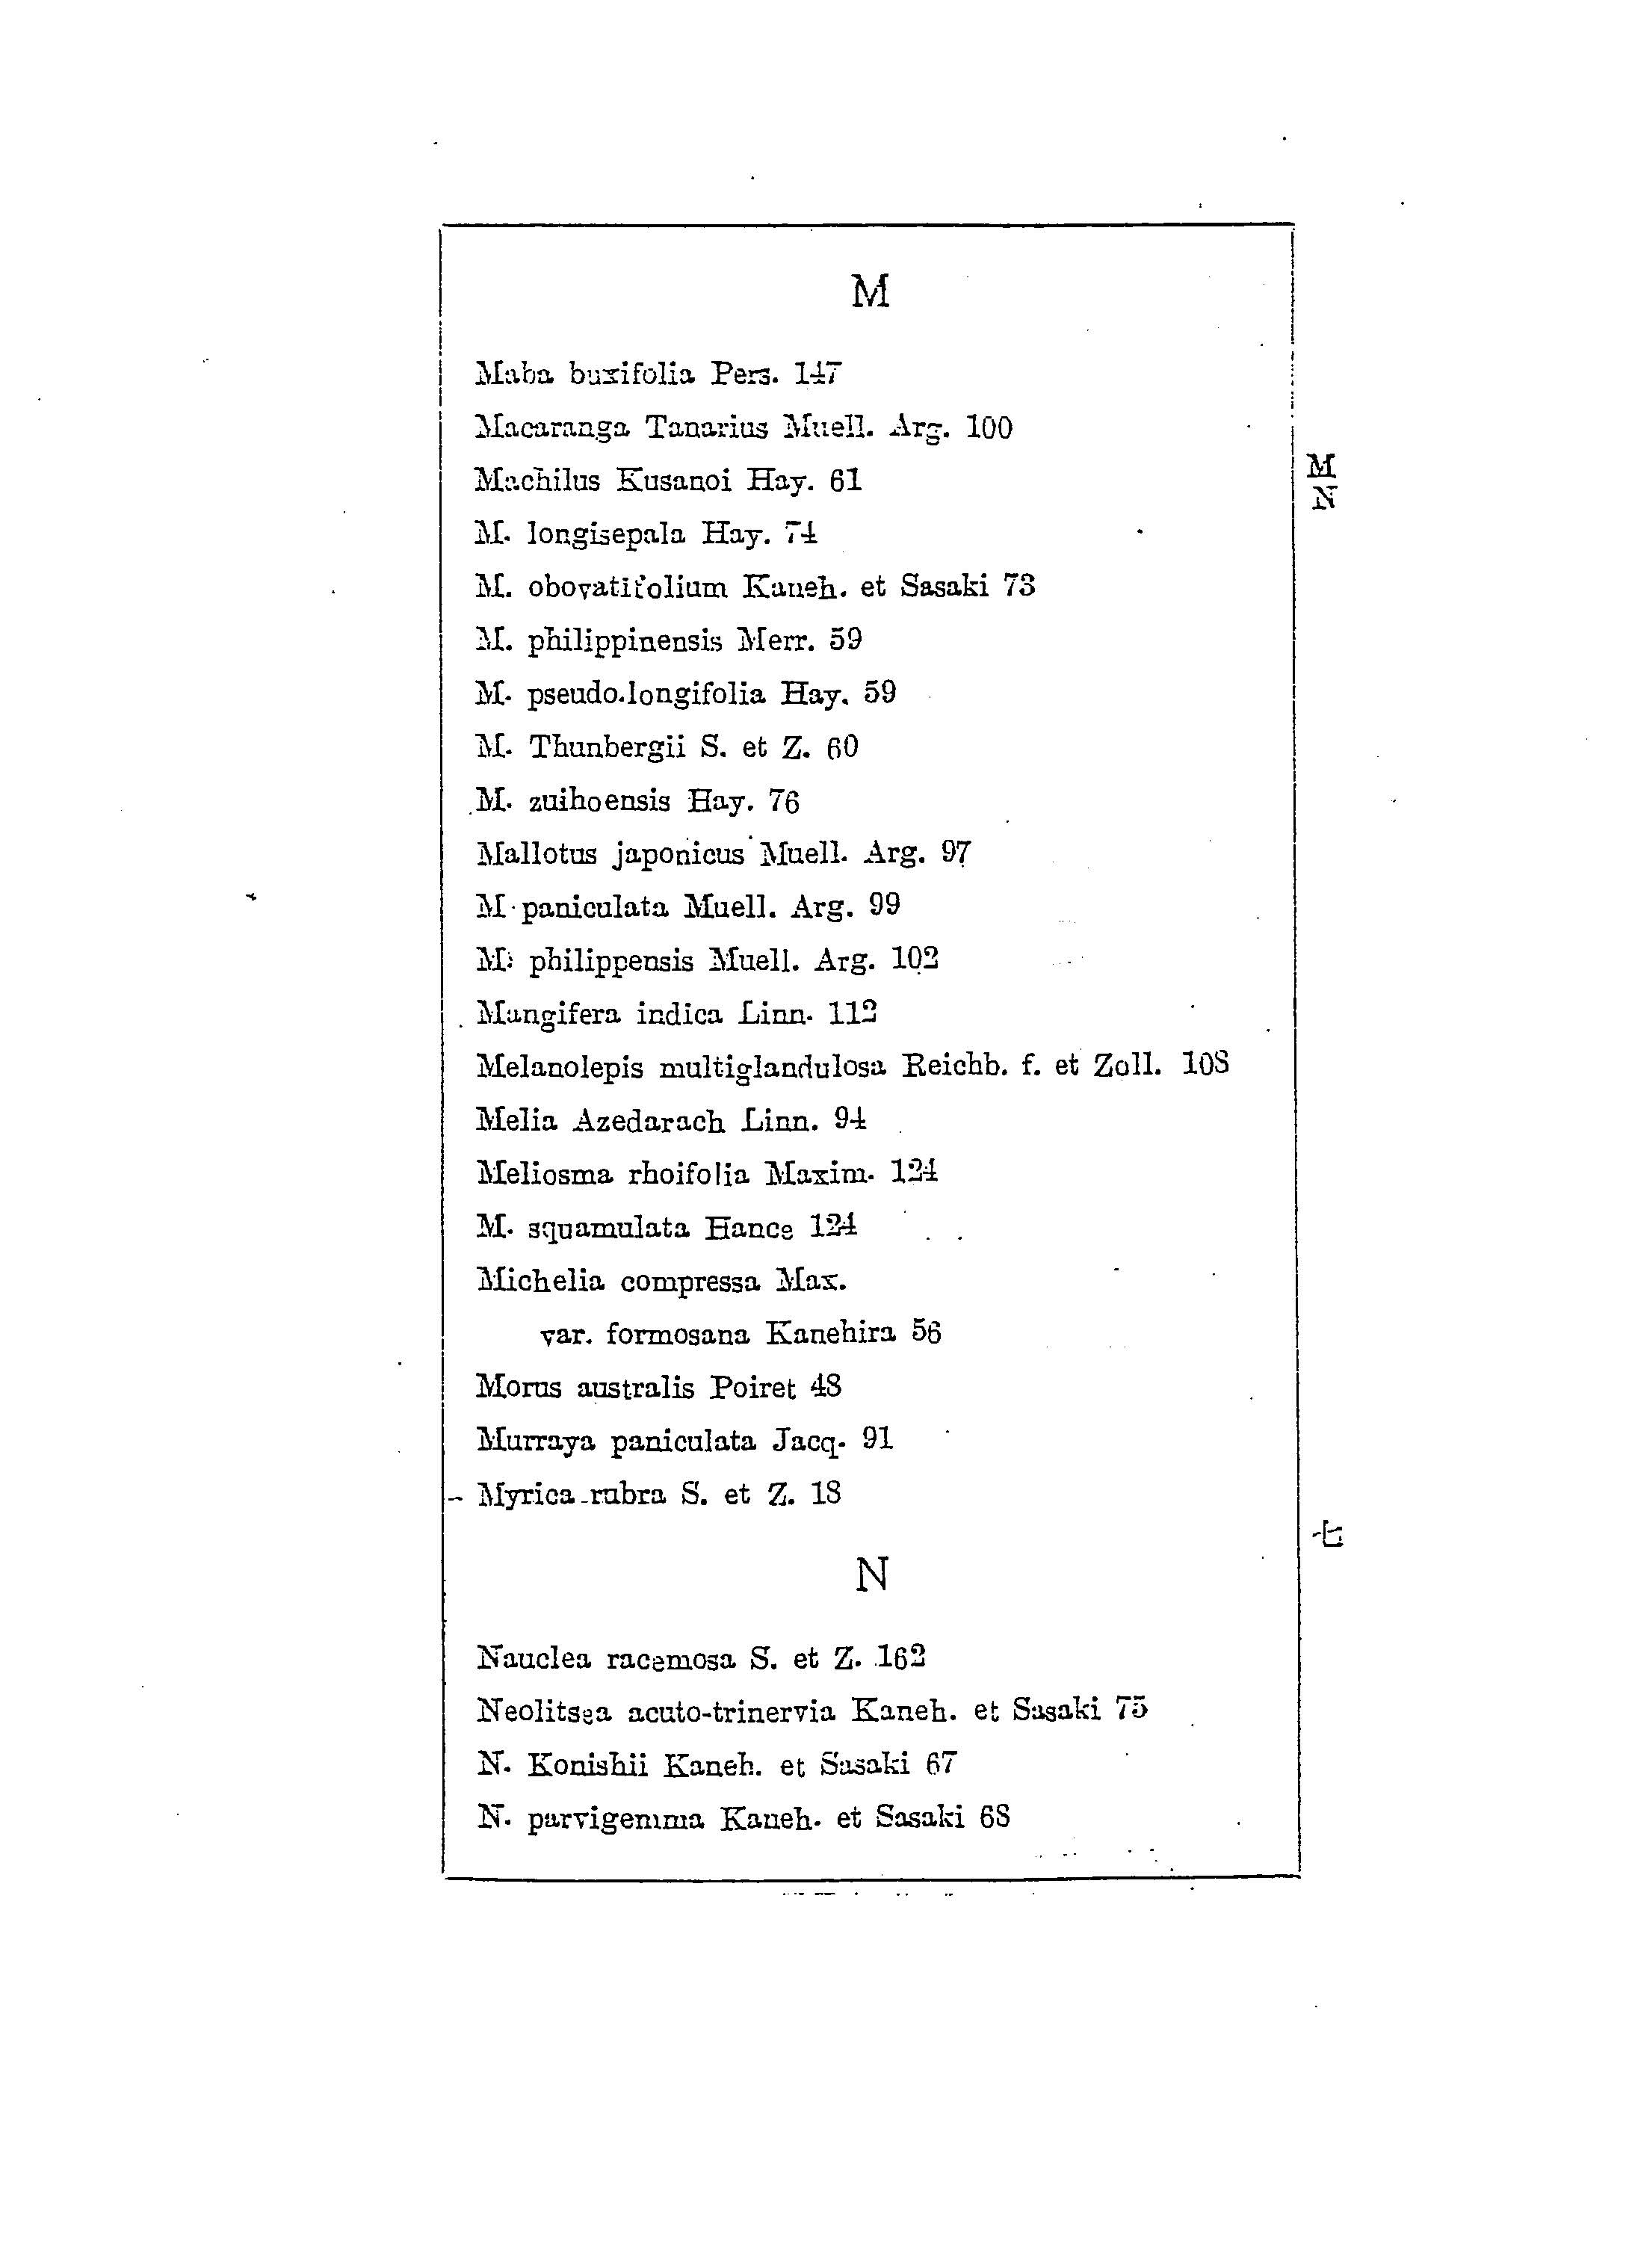 M
Maba buxifolia Pers. 147
Macaranga Tanarius Muell. Arg. 100
Machilus Kusanoi Hay. 61
M. longisepala Hay. 74
M. obovatifolium Kaneh. et Sasaki 73
M. philippinensis Merr. 59
M. pseudo-longifolia Hay. 59
M. Thunbergii S. et Z. 60
M. zuihoensis Hay. 76
Mallotus japonicus Muell. Arg. 97
M. paniculata Muell. Arg. 99
M. philippensis Muell. Arg. 102
Mangifera indica Linn. 112
Melanolepis multiglandulosa Reichb. f. et Zoll. 108
Melia Azedarach Linn. 94
Meliosma rhoifolia Maxim. 124
M. squamulata Hance 124
Michelia compressa Max.
var. formosana Kanehira 56
Morus australis Poiret 48
Murraya paniculata Jacq. 91
Myrica rubra S. et Z. 18
N
Nauclea racemosa S. et Z. 162
Neolitsea acuto-trinervia Kaneh. et Sasaki 75
N. Konishii Kaneh. et Sasaki 67
N. parvigemma Kaneh. et Sasaki 68
M
N
七